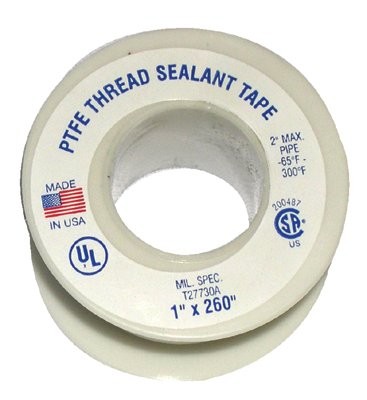 PTFE THREAD SEALANT TAPE
2" MAX.
PIPE
-65°F -
300°F
MADE
IN USA
200487
SA
US
UL
MIL. SPEC.
T27730A
1" x 260"